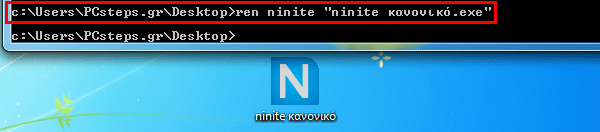 c:\Users\PCsteps.gr\Desktop>ren ninite "ninite κανονικό.exe"
c:\Users\PCsteps.gr\Desktop>
N
ninite κανονικό